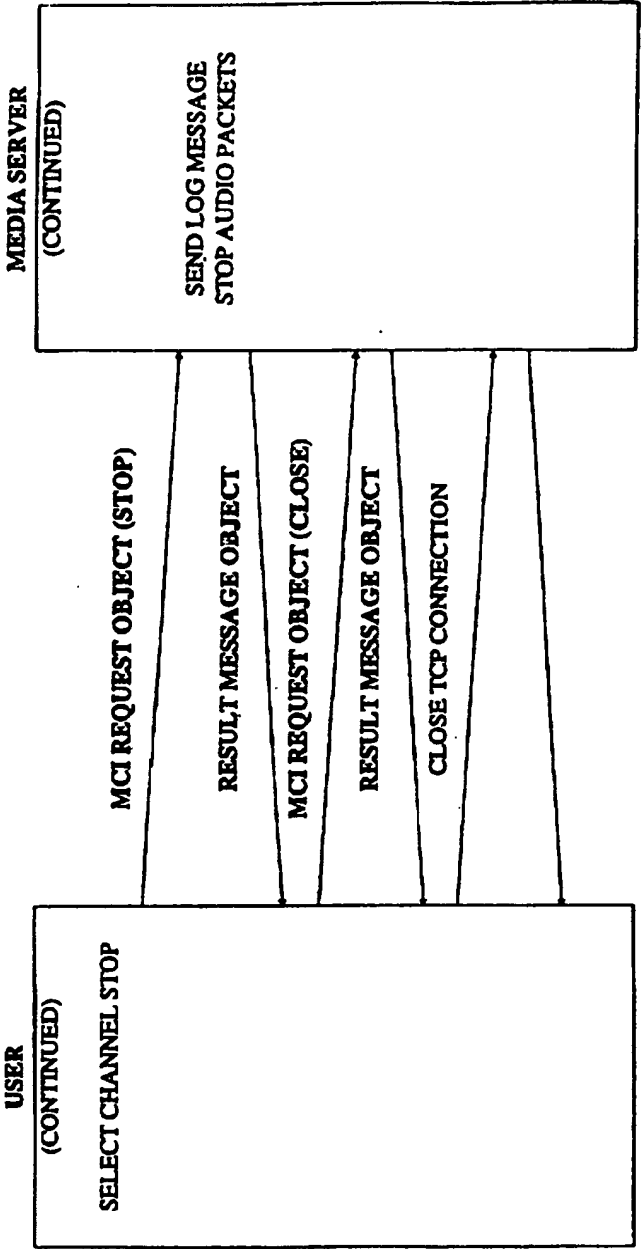 USER
(CONTINUED)
SELECT CHANNEL STOP
MCI REQUEST OBJECT (STOP)
RESULT MESSAGE OBJECT
MCI REQUEST OBJECT (CLOSE)
RESULT MESSAGE OBJECT
CLOSE TCP CONNECTION
MEDIA SERVER
(CONTINUED)
SEND LOG MESSAGE
STOP AUDIO PACKETS